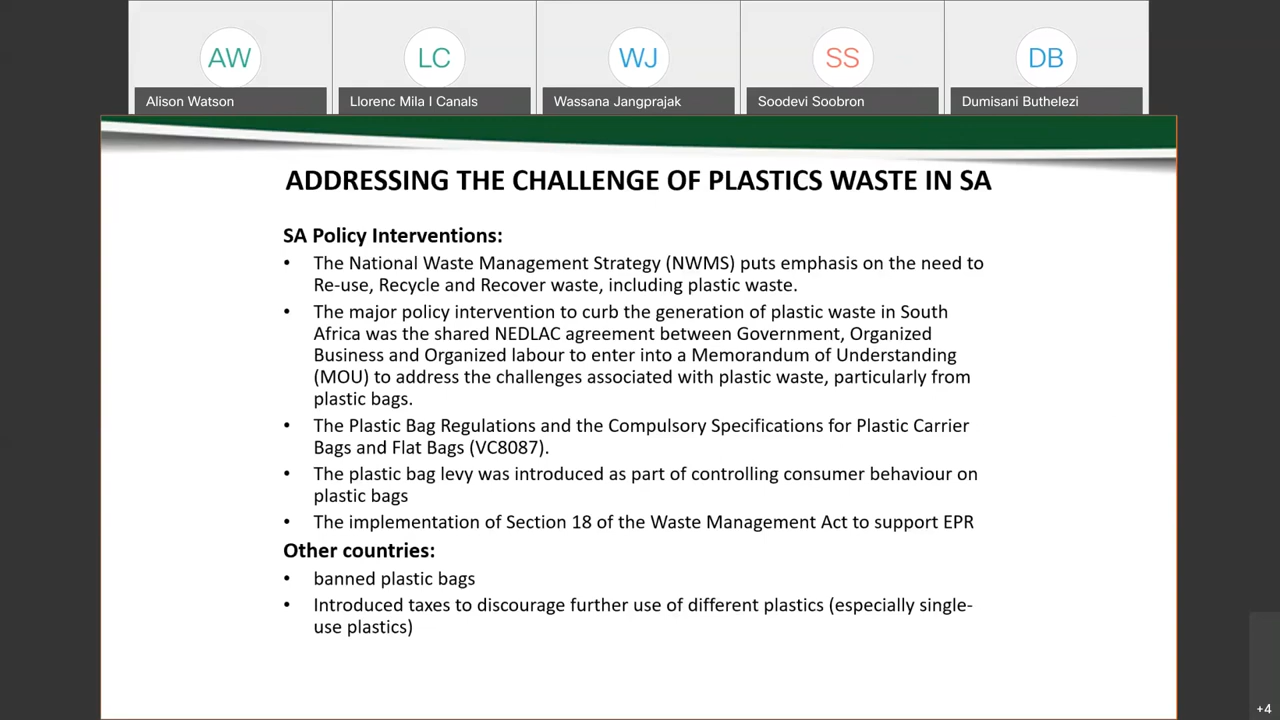 AW
LC
WJ
SS
DB
Alison Watson
Llorenc Mila I Canals
Wassana Jangprajak
Soodevi Soobron
Dumisani Buthelezi
ADDRESSING THE CHALLENGE OF PLASTICS WASTE IN SA
SA Policy Interventions:
• The National Waste Management Strategy (NWMS) puts emphasis on the need to
Re-use, Recycle and Recover waste, including plastic waste.
• The major policy intervention to curb the generation of plastic waste in South
Africa was the shared NEDLAC agreement between Government, Organized
Business and Organized labour to enter into a Memorandum of Understanding
(MOU) to address the challenges associated with plastic waste, particularly from
plastic bags.
• The Plastic Bag Regulations and the Compulsory Specifications for Plastic Carrier
Bags and Flat Bags (VC8087).
• The plastic bag levy was introduced as part of controlling consumer behaviour on
plastic bags
• The implementation of Section 18 of the Waste Management Act to support EPR
Other countries:
• banned plastic bags
• Introduced taxes to discourage further use of different plastics (especially single-
use plastics)
+4